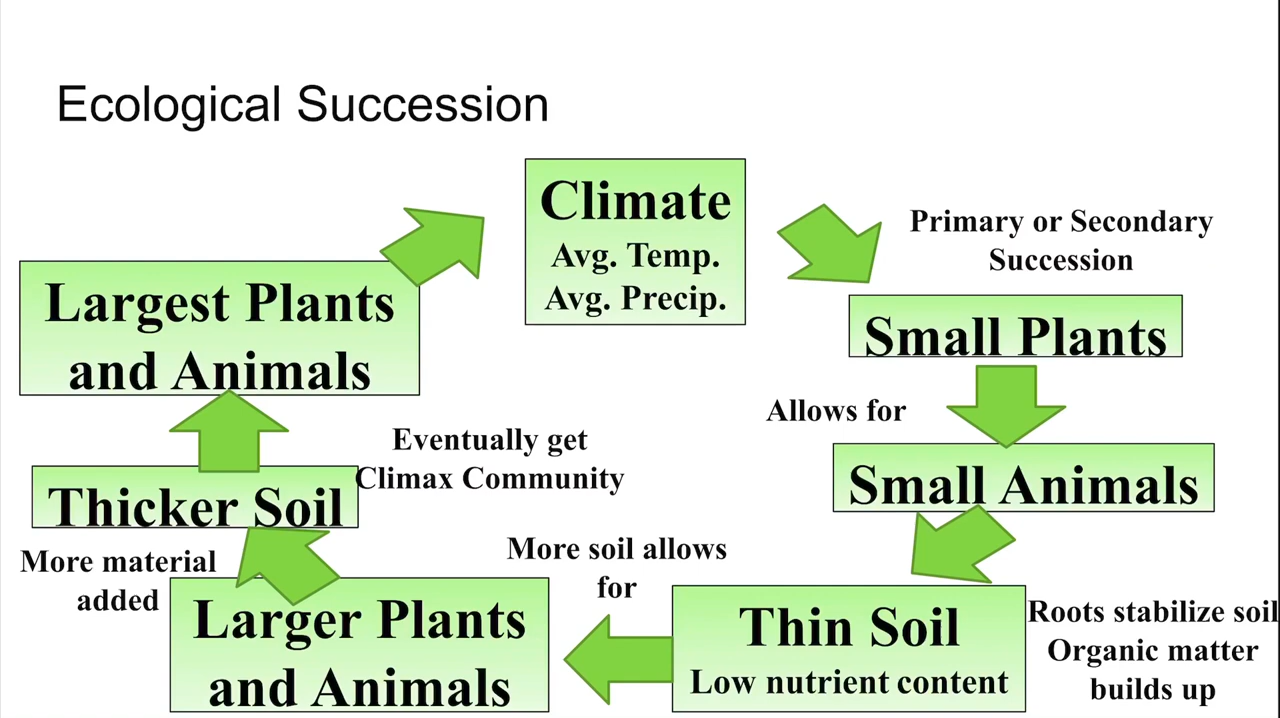 Ecological Succession
Climate
Avg. Temp.
Avg. Precip.
Primary or Secondary
Succession
Small Plants
Allows for
Small Animals
Roots stabilize soil
Organic matter
builds up
Thin Soil
Low nutrient content
More soil allows
for
Larger Plants
and Animals
More material
added
Thicker Soil
Eventually get
Climax Community
Largest Plants
and Animals